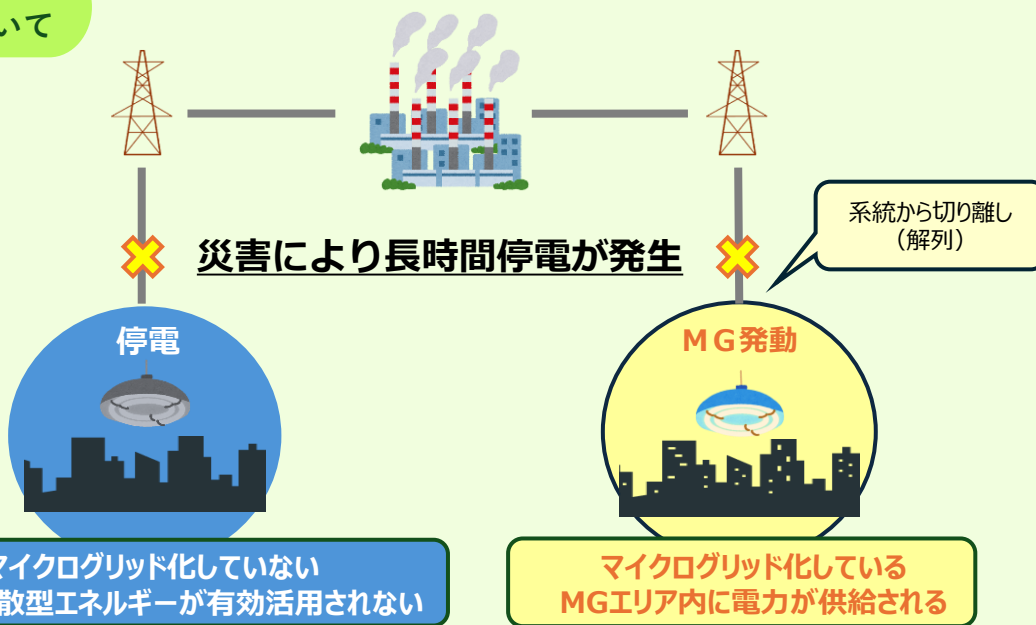 いて
系統から切り離し
（解列）
災害により長時間停電が発生
停電
ＭＧ発動
マイクログリッド化していない
散型エネルギーが有効活用されない
マイクログリッド化している
MGエリア内に電力が供給される